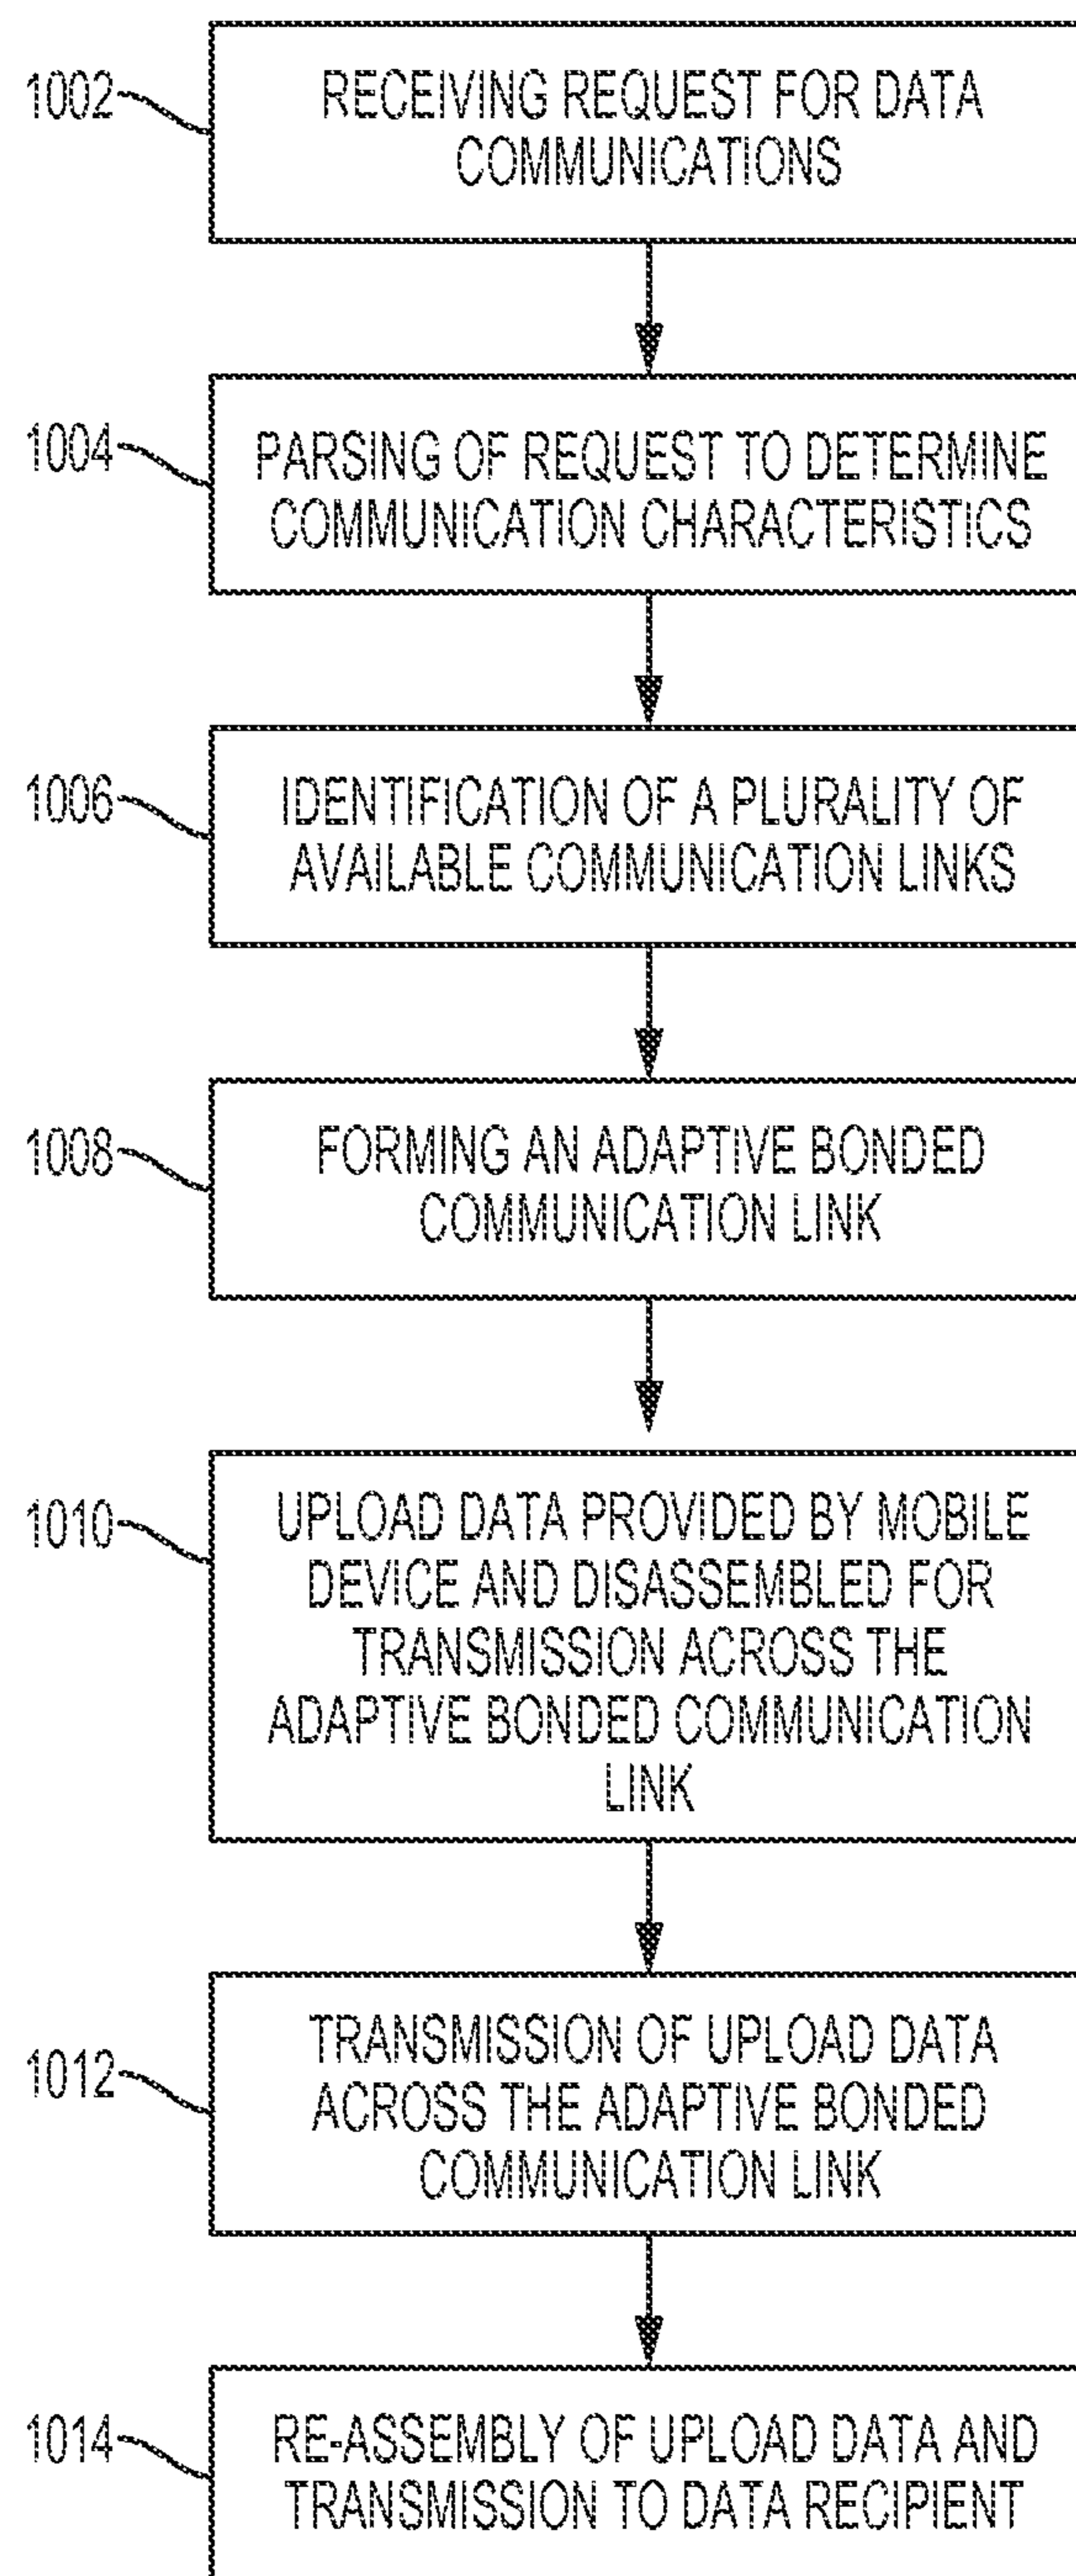 1002
RECEIVING REQUEST FOR DATA
COMMUNICATIONS
1004
PARSING OF REQUEST TO DETERMINE
COMMUNICATION CHARACTERISTICS
1006
IDENTIFICATION OF A PLURALITY OF
AVAILABLE COMMUNICATION LINKS
1008
FORMING AN ADAPTIVE BONDED
COMMUNICATION LINK
1010
UPLOAD DATA PROVIDED BY MOBILE
DEVICE AND DISASSEMBLED FOR
TRANSMISSION ACROSS THE
ADAPTIVE BONDED COMMUNICATION
LINK
1012
TRANSMISSION OF UPLOAD DATA
ACROSS THE ADAPTIVE BONDED
COMMUNICATION LINK
1014
RE-ASSEMBLY OF UPLOAD DATA AND
TRANSMISSION TO DATA RECIPIENT